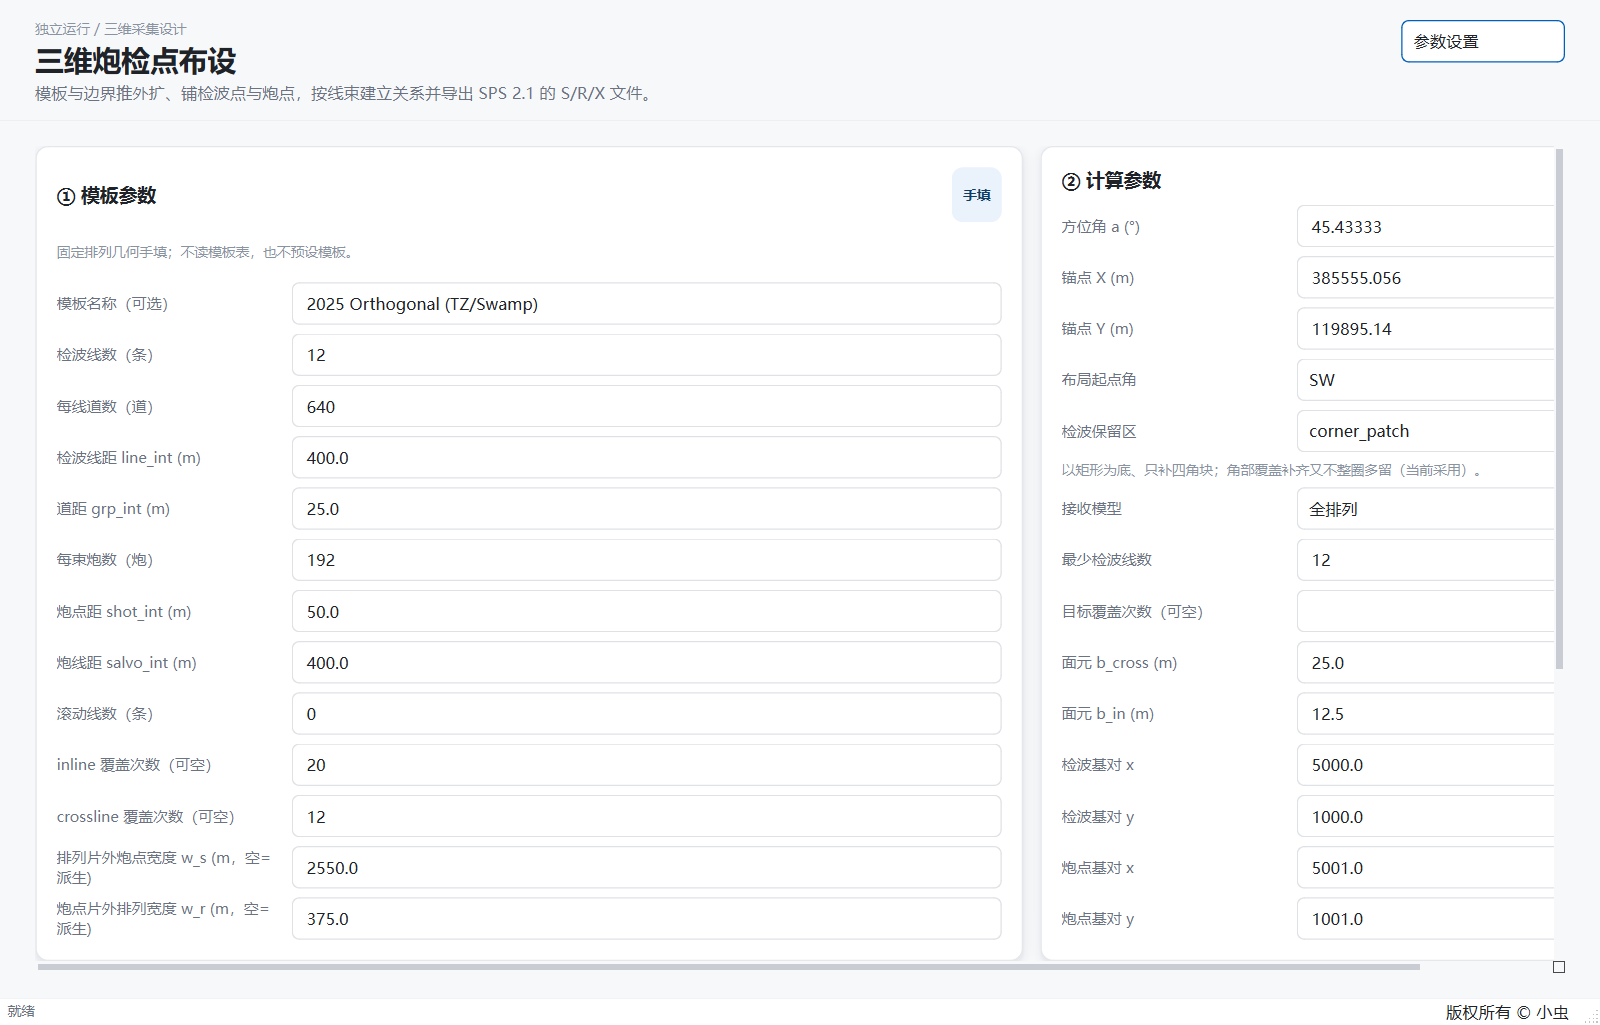 独立运行 / 三维采集设计
三维炮检点布设
模板与边界推外扩、铺检波点与炮点，按线束建立关系并导出 SPS 2.1 的 S/R/X 文件。
参数设置
① 模板参数
手填
固定排列几何手填；不读模板表，也不预设模板。
模板名称（可选）
2025 Orthogonal (TZ/Swamp)
检波线数（条）
12
每线道数（道）
640
检波线距 line_int (m)
400.0
道距 grp_int (m)
25.0
每束炮数（炮）
192
炮点距 shot_int (m)
50.0
炮线距 salvo_int (m)
400.0
滚动线数（条）
0
inline 覆盖次数（可空）
20
crossline 覆盖次数（可空）
12
排列片外炮点宽度 w_s (m，空=
派生)
2550.0
炮点片外排列宽度 w_r (m，空=
派生)
375.0
② 计算参数
方位角 a (°)
45.43333
锚点 X (m)
385555.056
锚点 Y (m)
119895.14
布局起点角
SW
检波保留区
corner_patch
以矩形为底、只补四角块；角部覆盖补齐又不整圈多留（当前采用）。
接收模型
全排列
最少检波线数
12
目标覆盖次数（可空）
面元 b_cross (m)
25.0
面元 b_in (m)
12.5
检波基对 x
5000.0
检波基对 y
1000.0
炮点基对 x
5001.0
炮点基对 y
1001.0
就绪
版权所有 © 小虫